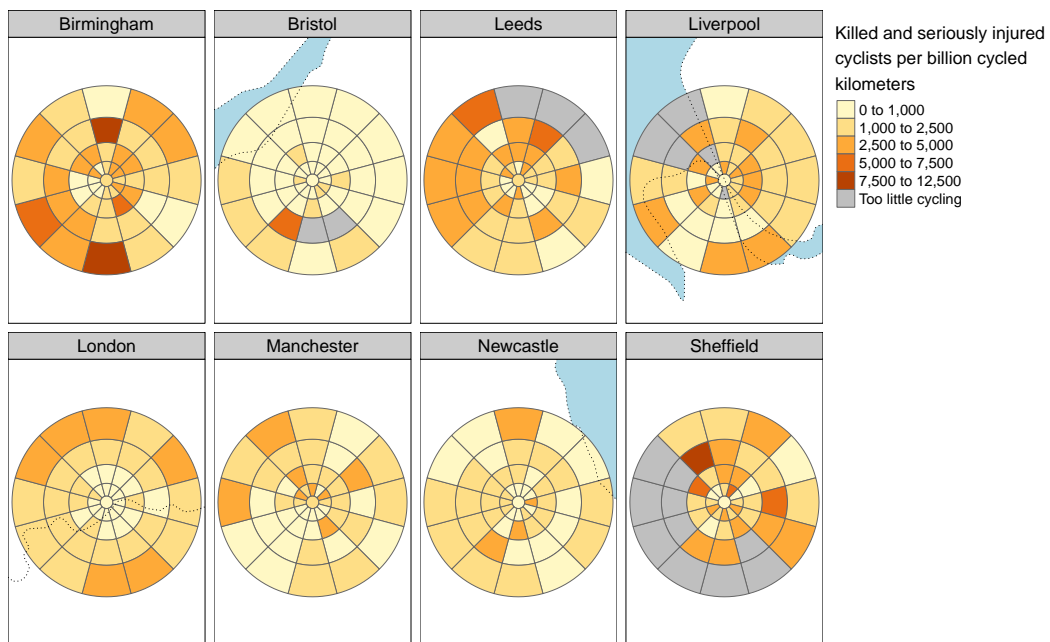 Birmingham
Bristol
Leeds
Liverpool
Killed and seriously injured
cyclists per billion cycled
kilometers
0 to 1,000
1,000 to 2,500
2,500 to 5,000
5,000 to 7,500
7,500 to 12,500
Too little cycling
London
Manchester
Newcastle
Sheffield